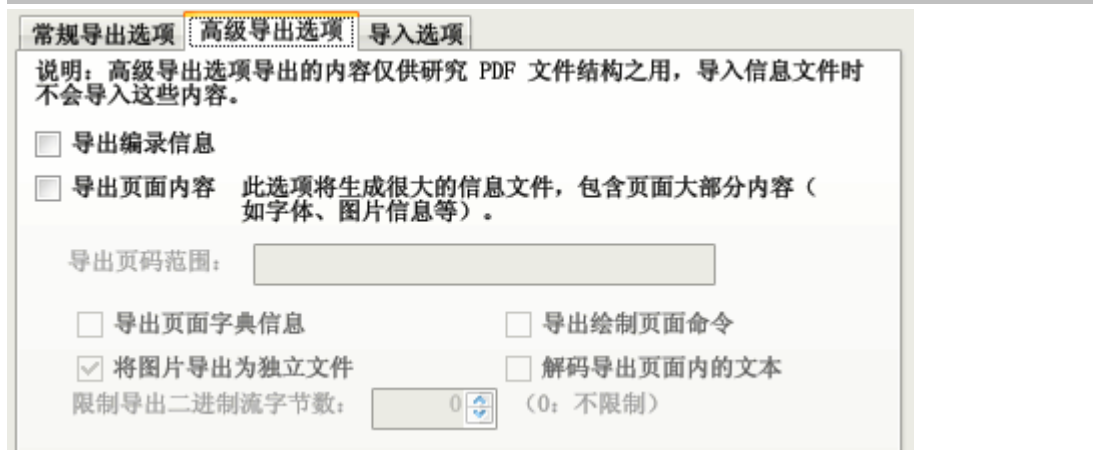 常规导出选项 高级导出选项 导入选项
说明：高级导出选项导出的内容仅供研究 PDF 文件结构之用，导入信息文件时
不会导入这些内容。
导出编录信息
导出页面内容 此选项将生成很大的信息文件，包含页面大部分内容（
如字体、图片信息等）。
导出页码范围：
导出页面字典信息 导出绘制页面命令
将图片导出为独立文件 解码导出页面内的文本
限制导出二进制流字节数： 0 （0：不限制）